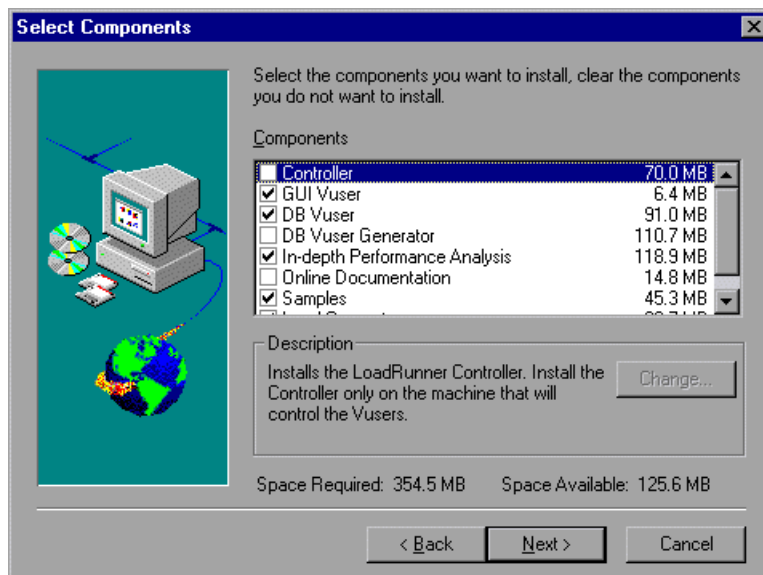 Select Components
Select the components you want to install, clear the components
you do not want to install.
Components
Controller 70.0 MB
GUI Vuser 6.4 MB
DB Vuser 91.0 MB
DB Vuser Generator 110.7 MB
In-depth Performance Analysis 118.9 MB
Online Documentation 14.8 MB
Samples 45.3 MB
Description
Installs the LoadRunner Controller. Install the
Controller only on the machine that will
control the Vusers.
Change...
Space Required: 354.5 MB Space Available: 125.6 MB
< Back Next > Cancel